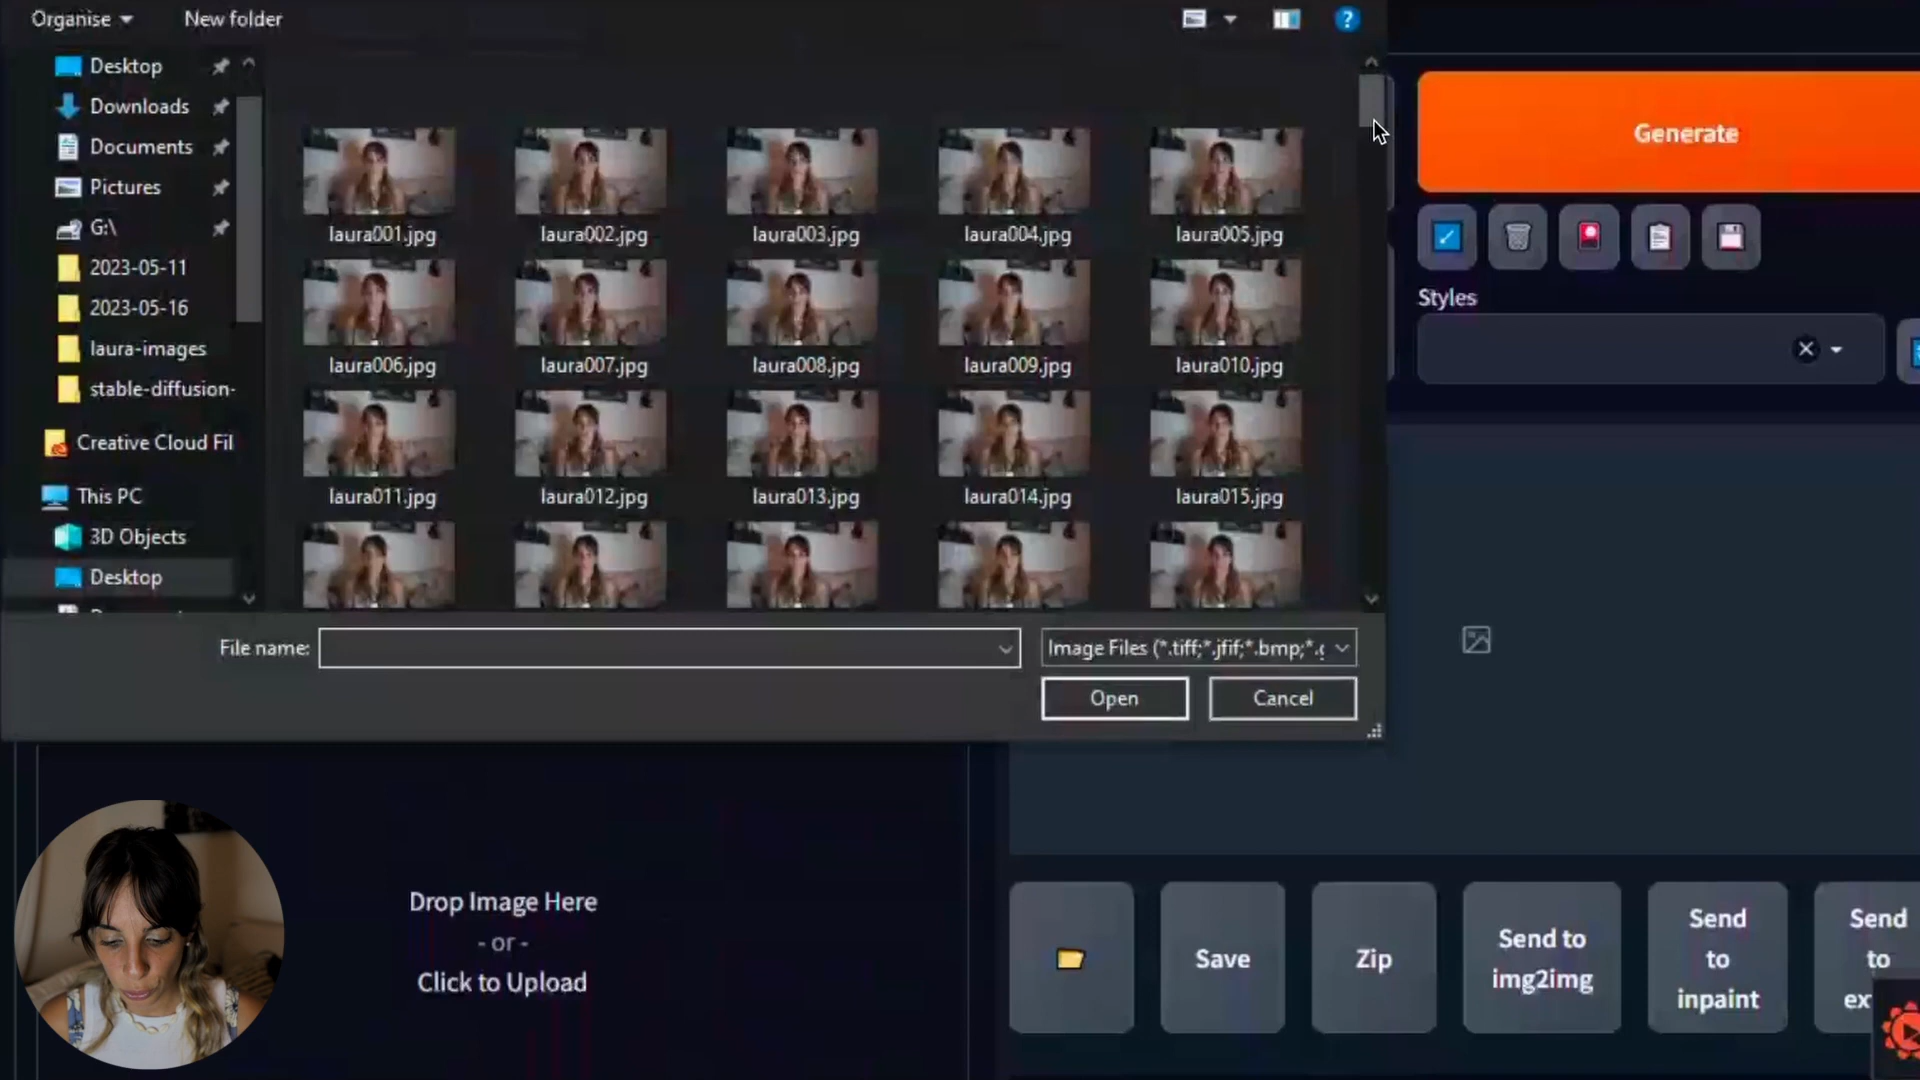 Organise
New folder
Desktop
Downloads
Documents
Pictures
G:\
2023-05-11
2023-05-16
laura-images
stable-diffusion-
Creative Cloud Fil
This PC
3D Objects
Desktop
laura001.jpg
laura002.jpg
laura003.jpg
laura004.jpg
laura005.jpg
laura006.jpg
laura007.jpg
laura008.jpg
laura009.jpg
laura010.jpg
laura011.jpg
laura012.jpg
laura013.jpg
laura014.jpg
laura015.jpg
File name:
Image Files (*.tiff;*.jfif;*.bmp;*.g
Open
Cancel
Generate
Styles
Drop Image Here
- or -
Click to Upload
Save
Zip
Send to
img2img
Send
to
inpaint
Send
to
ex